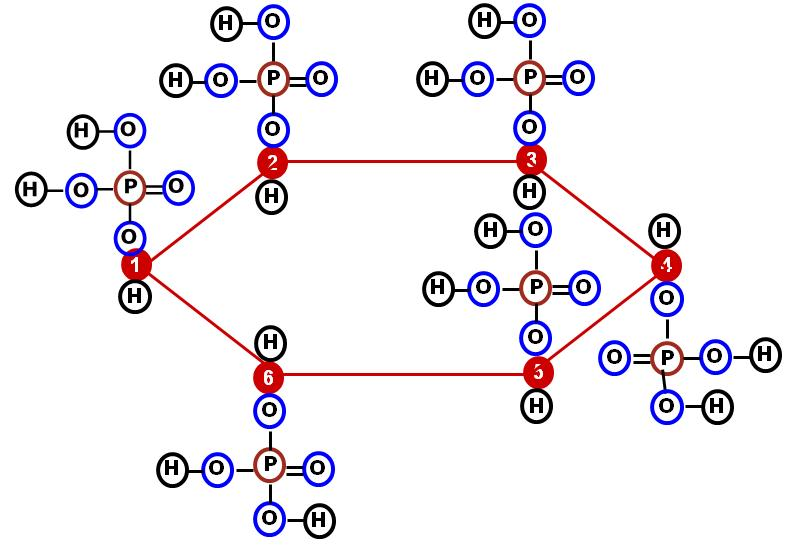 H O H O
H O P O H O P O
H O O O
H O P O 2 3
O H H
1 H O H
H H O P O 4
H O O
6 5 O P O H
O H O H
H O P O
O H